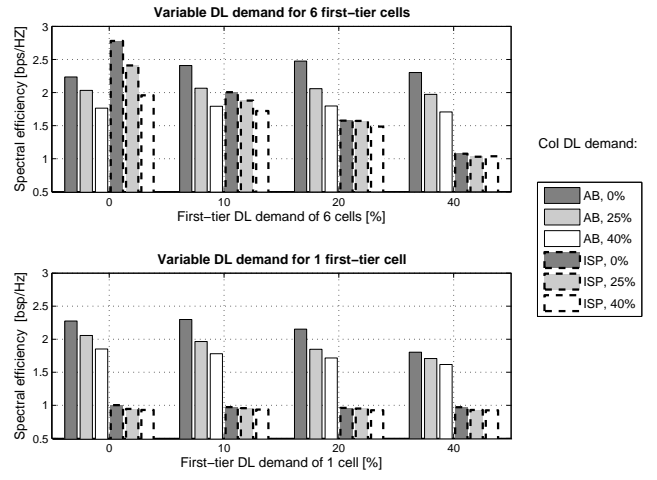 Variable DL demand for 6 first-tier cells
Spectral efficiency [bps/HZ]
3
2.5
2
1.5
1
0.5
0 10 20 40
First-tier DL demand of 6 cells [%]
Variable DL demand for 1 first-tier cell
Spectral efficiency [bsp/Hz]
3
2.5
2
1.5
1
0.5
0 10 20 40
First-tier DL demand of 1 cell [%]
CoI DL demand:
AB, 0%
AB, 25%
AB, 40%
ISP, 0%
ISP, 25%
ISP, 40%